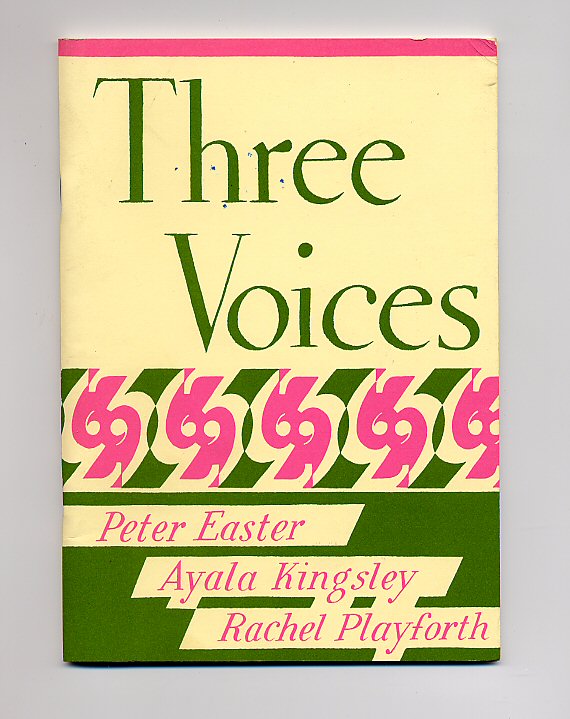 Three
Voices
Peter Easter
Ayala Kingsley
Rachel Playforth